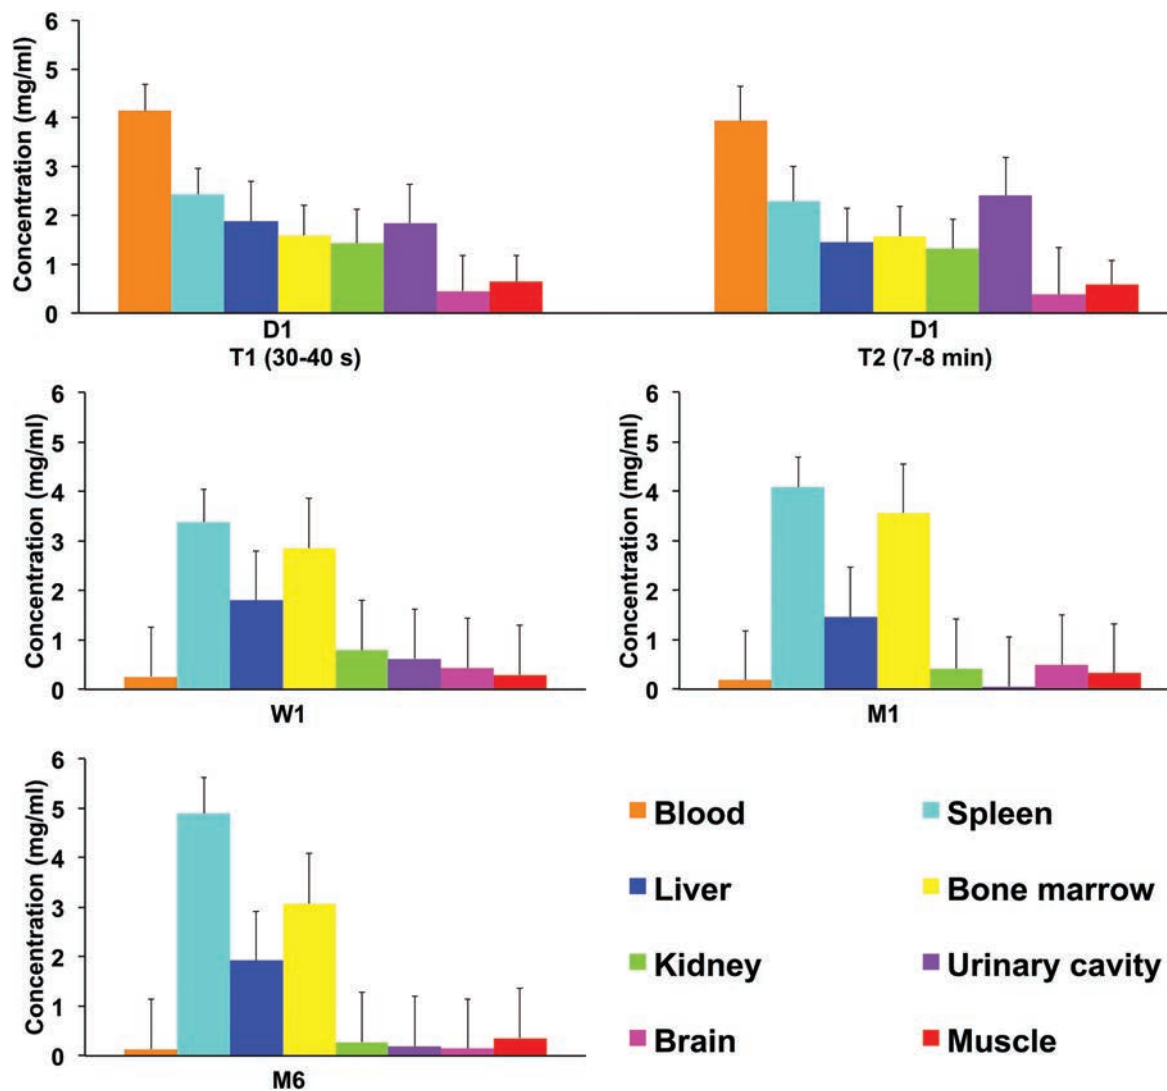 Concentration (mg/ml)
6
5
4
3
2
1
0
D1
T1 (30-40 s)
D1
T2 (7-8 min)
Concentration (mg/ml)
6
5
4
3
2
1
0
W1
Concentration (mg/ml)
6
5
4
3
2
1
0
M1
Concentration (mg/ml)
6
5
4
3
2
1
0
M6
Blood
Spleen
Liver
Bone marrow
Kidney
Urinary cavity
Brain
Muscle